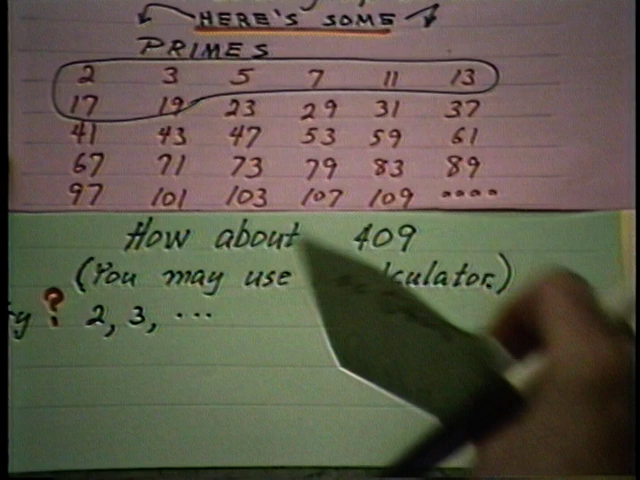 HERE'S SOME
PRIMES
2 3 5 7 11 13
17 19 23 29 31 37
41 43 47 53 59 61
67 71 73 79 83 89
97 101 103 107 109 ....
How about 409
(You may use lculator.)
y ? 2, 3, ...